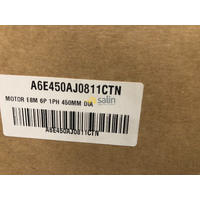 A6E450AJ0811CTN
MOTOR EBM 6P 1PH 450MM DIA
salin
A6E450AJ0811CTN